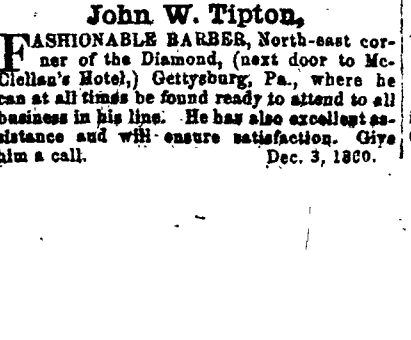 John W. Tipton,
FASHIONABLE BARBER, North-east cor-
ner of the Diamond, (next door to Mc-
Clellan's Hotel,) Gettysburg, Pa., where he
can at all times be found ready to attend to all
business in his line. He has also excellent as-
sistance and will ensure satisfaction. Give
him a call. Dec. 3, 1860.